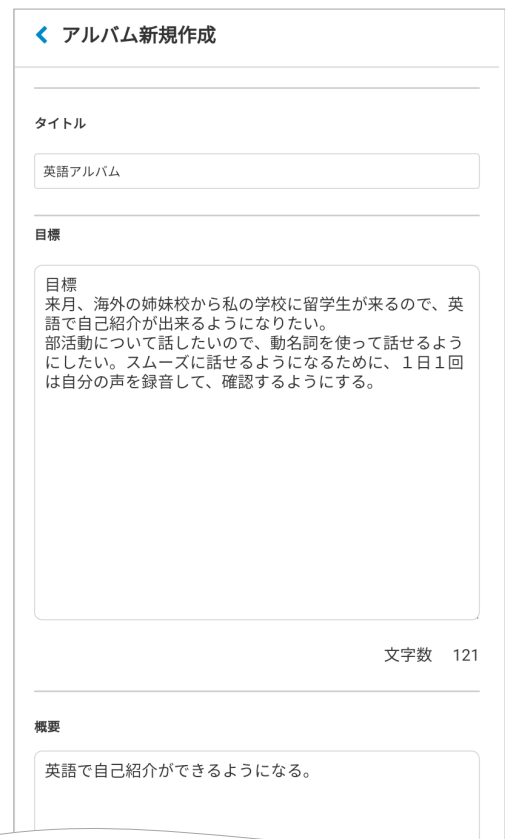 アルバム新規作成
タイトル
英語アルバム
目標
目標
来月、海外の姉妹校から私の学校に留学生が来るので、英
語で自己紹介が出来るようになりたい。
部活動について話したいので、動名詞を使って話せるよう
にしたい。スムーズに話せるようになるために、１日１回
は自分の声を録音して、確認するようにする。
文字数 121
概要
英語で自己紹介ができるようになる。